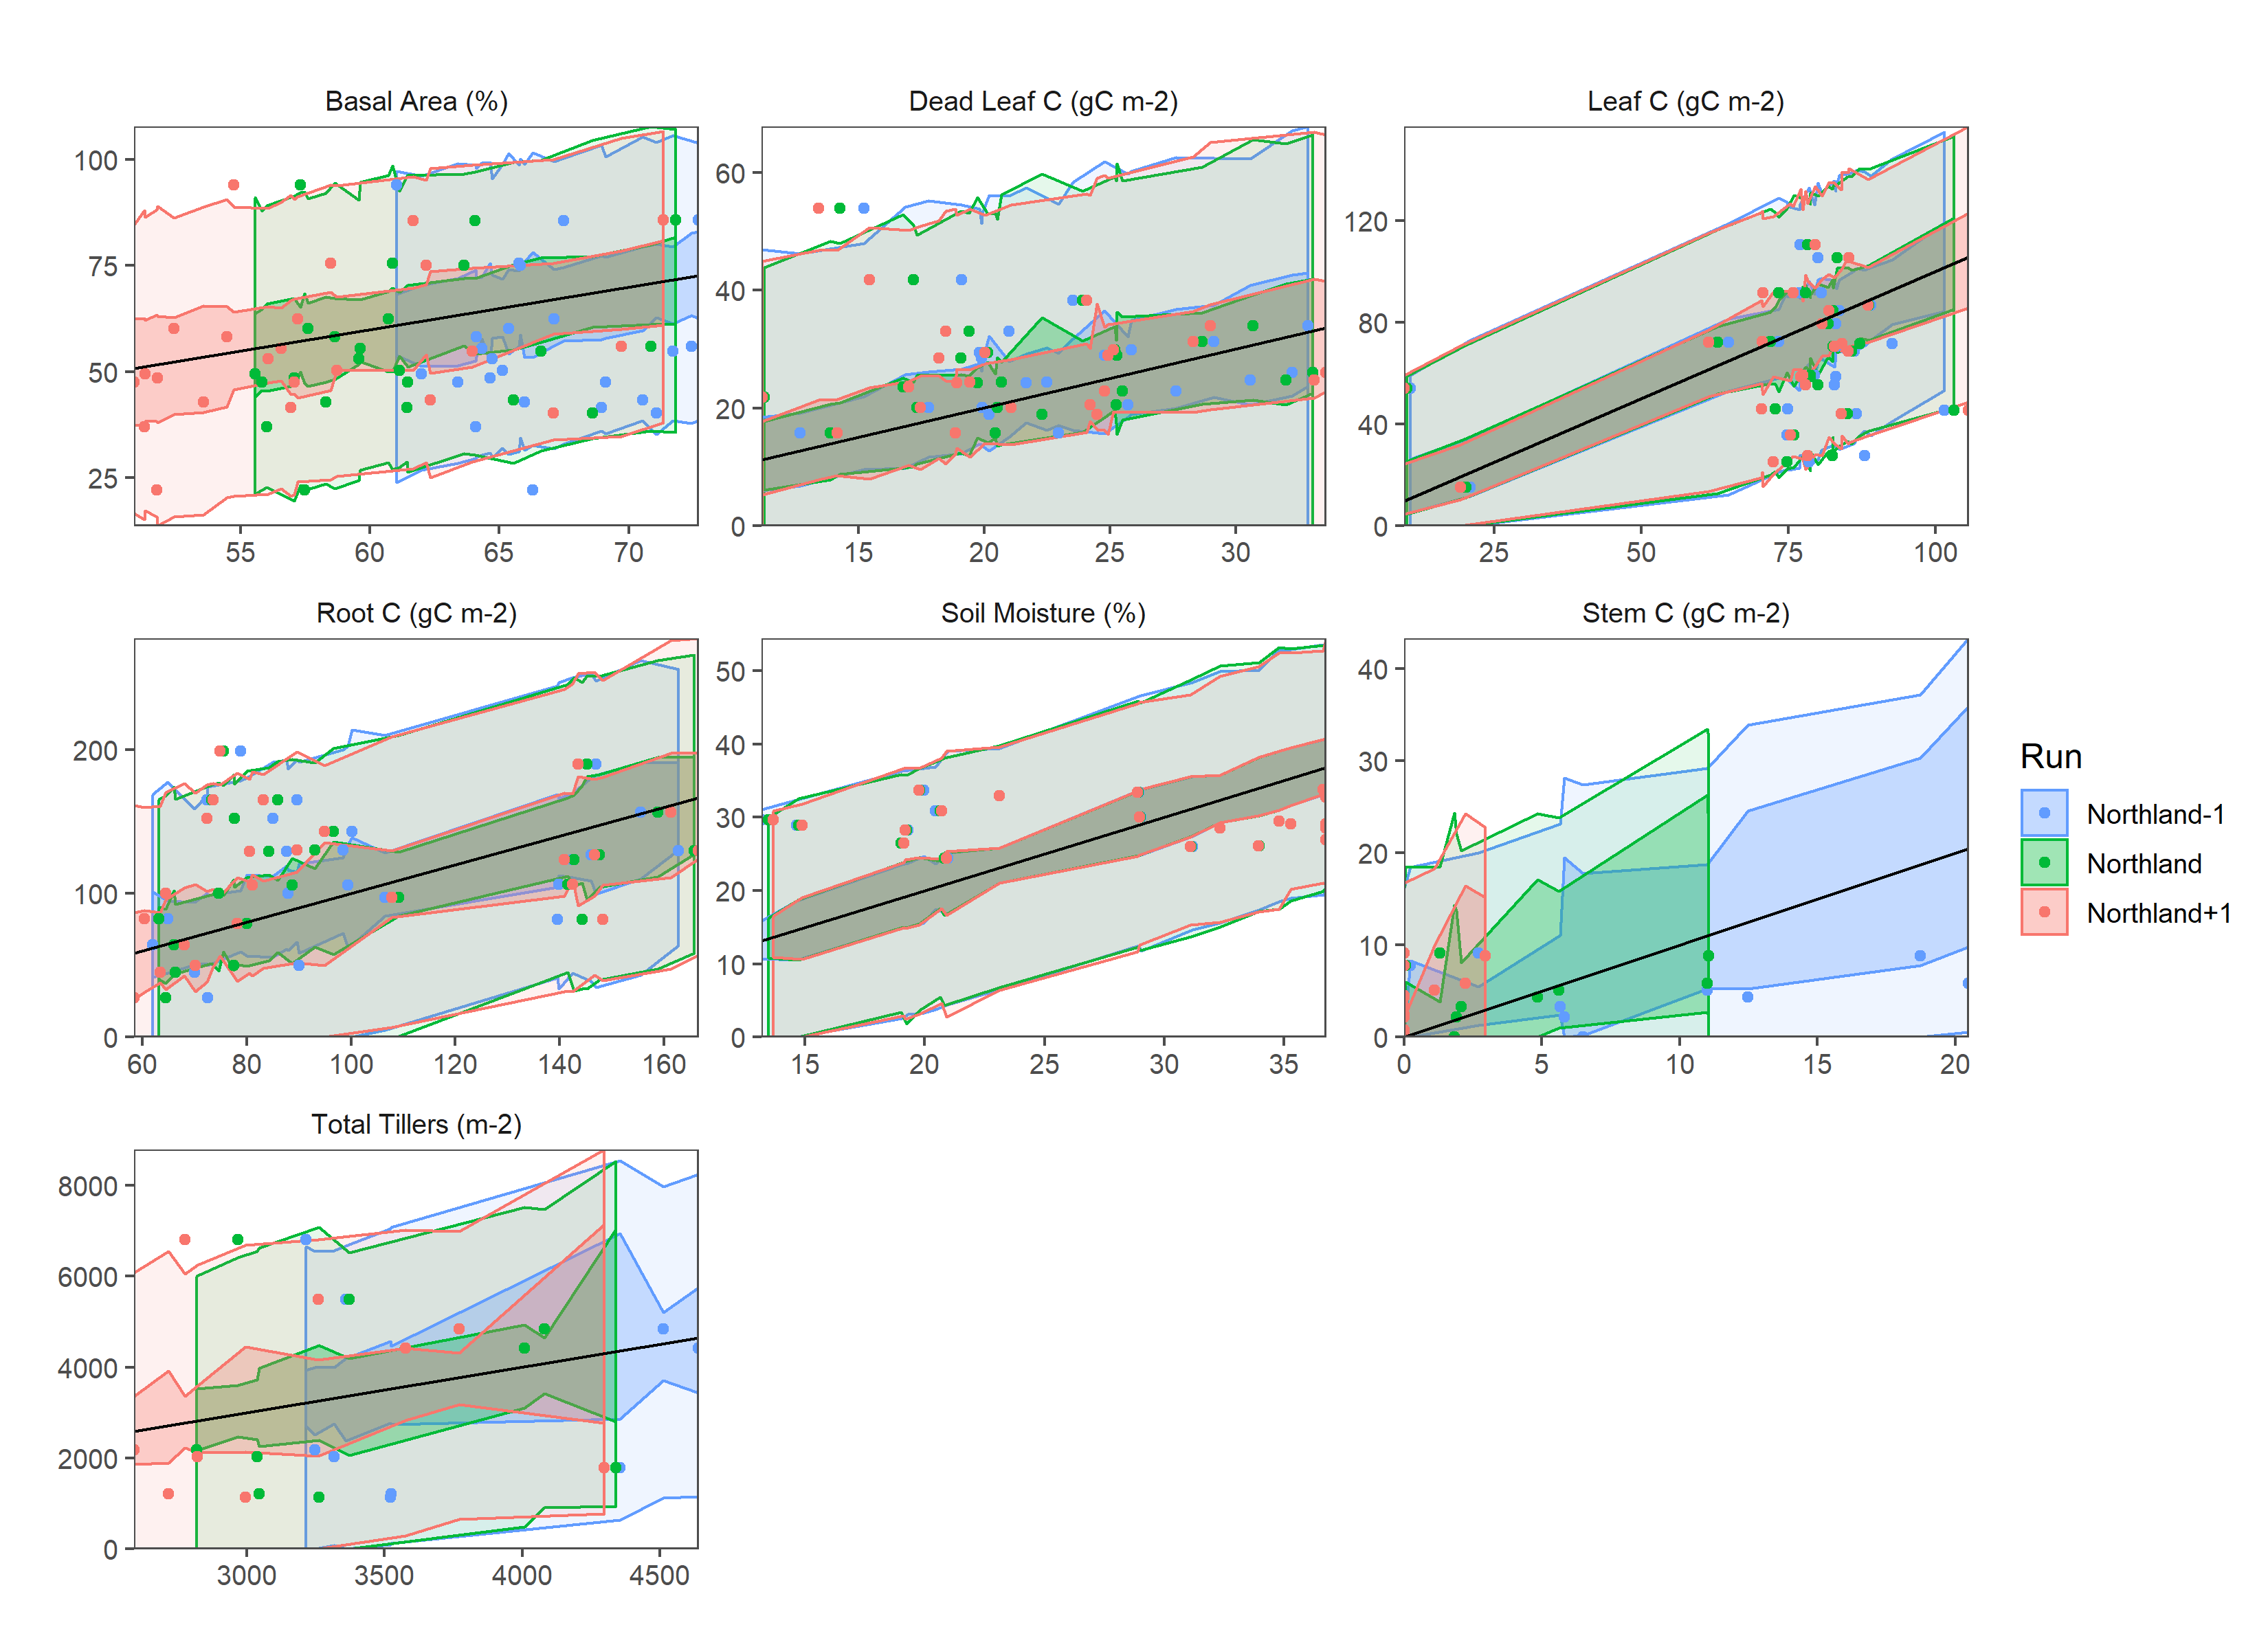 Basal Area (%)
Dead Leaf C (gC m-2)
Leaf C (gC m-2)
100
75
50
25
60
40
20
0
120
80
40
0
55 60 65 70
15 20 25 30
25 50 75 100
Root C (gC m-2)
Soil Moisture (%)
Stem C (gC m-2)
200
100
0
50
40
30
20
10
0
40
30
20
10
0
60 80 100 120 140 160
15 20 25 30 35
0 5 10 15 20
Run
Northland-1
Northland
Northland+1
Total Tillers (m-2)
8000
6000
4000
2000
0
3000 3500 4000 4500